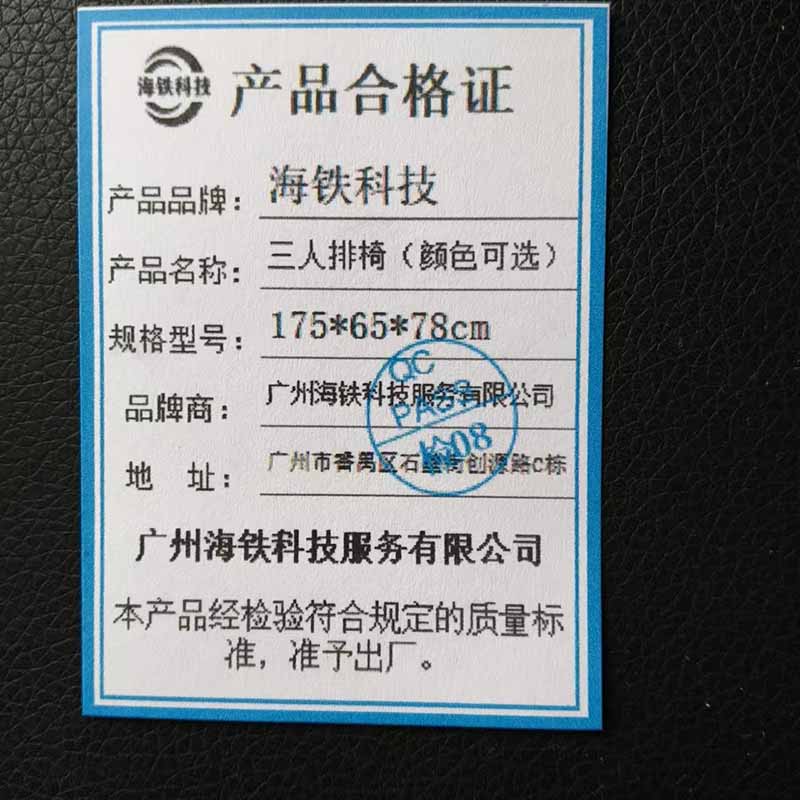 海铁科技
产品合格证
产品品牌：海铁科技
产品名称：三人排椅（颜色可选）
规格型号：175*65*78cm
品牌商：广州海铁科技服务有限公司
地 址：广州市番禺区石壁街创源路C栋
QC
PASS
检08
广州海铁科技服务有限公司
本产品经检验符合规定的质量标
准，准予出厂。